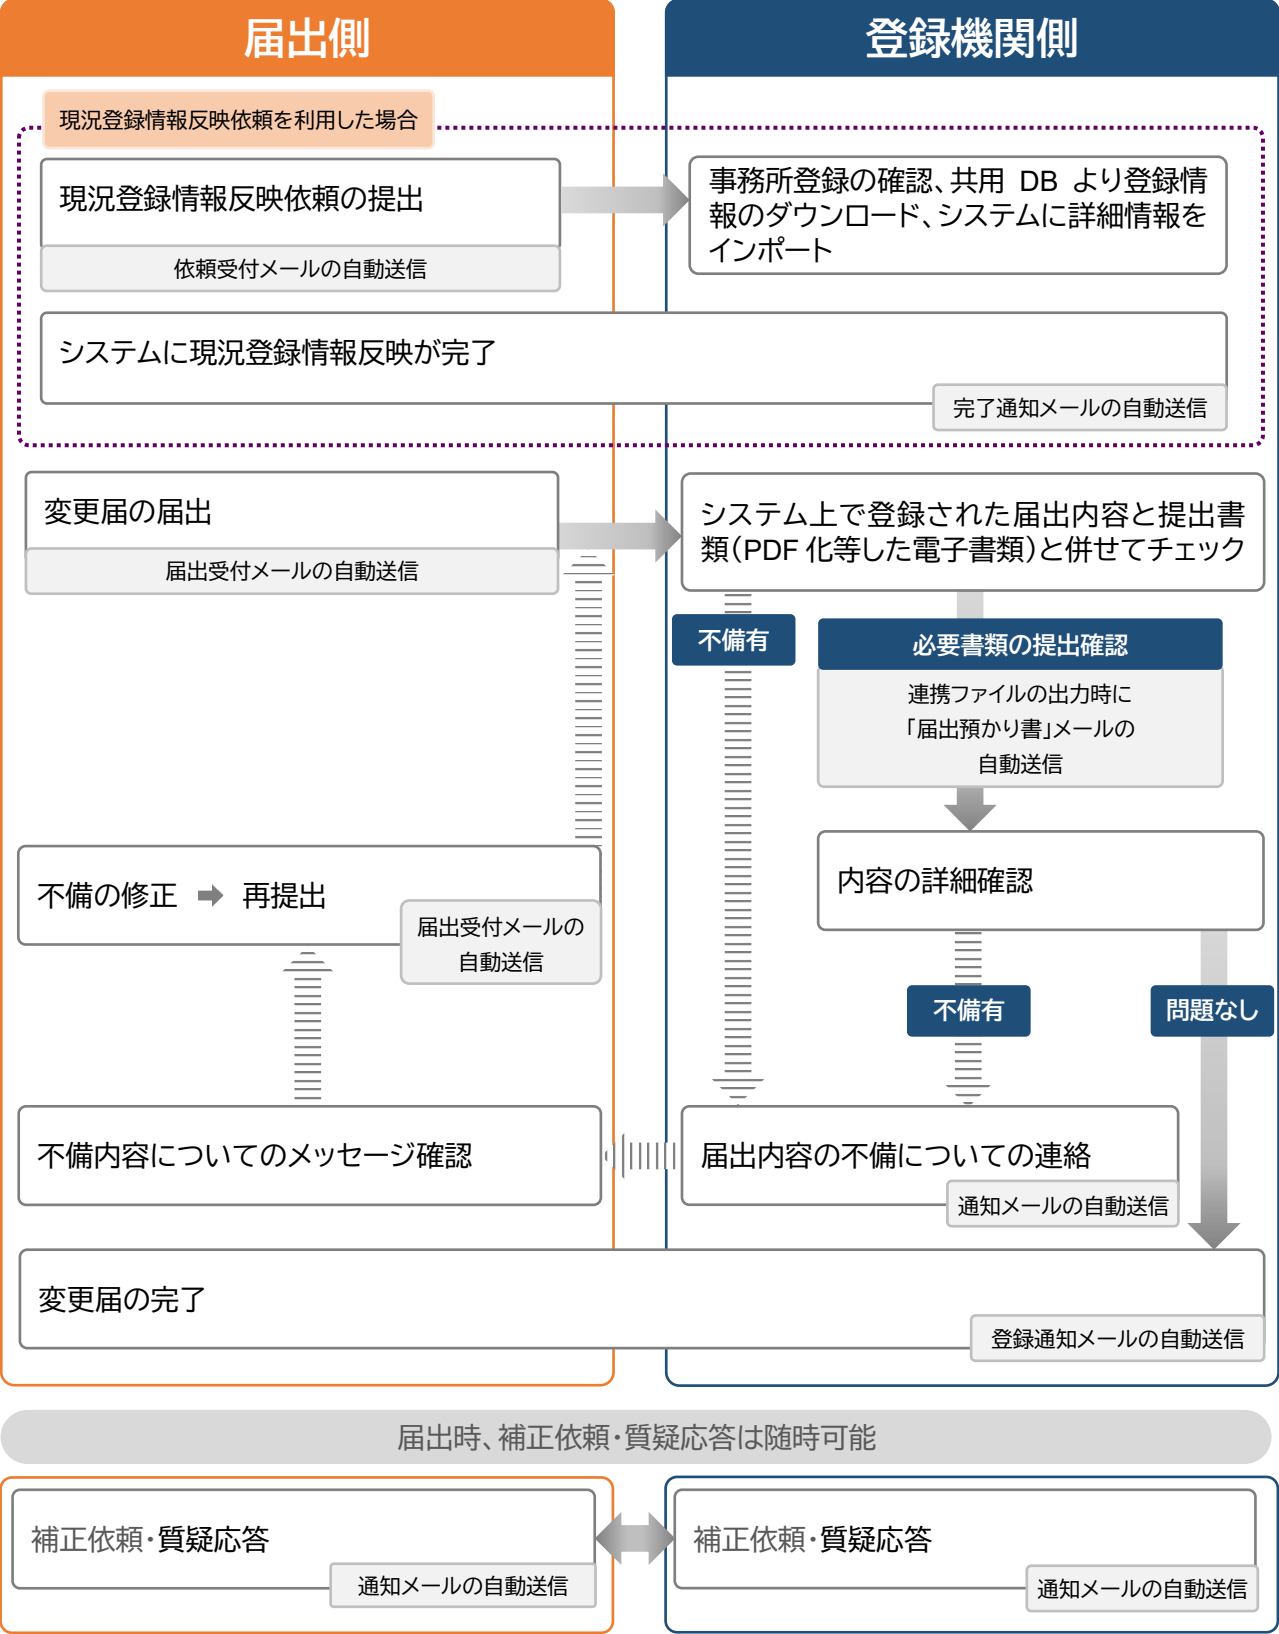 届出側
登録機関側
現況登録情報反映依頼を利用した場合
現況登録情報反映依頼の提出
依頼受付メールの自動送信
事務所登録の確認、共用 DB より登録情
報のダウンロード、システムに詳細情報を
インポート
システムに現況登録情報反映が完了
完了通知メールの自動送信
変更届の届出
届出受付メールの自動送信
システム上で登録された届出内容と提出書
類（PDF 化等した電子書類）と併せてチェック
不備有
必要書類の提出確認
連携ファイルの出力時に
「届出預かり書」メールの
自動送信
内容の詳細確認
不備の修正 ➡ 再提出
届出受付メールの
自動送信
不備有
問題なし
不備内容についてのメッセージ確認
届出内容の不備についての連絡
通知メールの自動送信
変更届の完了
登録通知メールの自動送信
届出時、補正依頼・質疑応答は随時可能
補正依頼・質疑応答
通知メールの自動送信
補正依頼・質疑応答
通知メールの自動送信